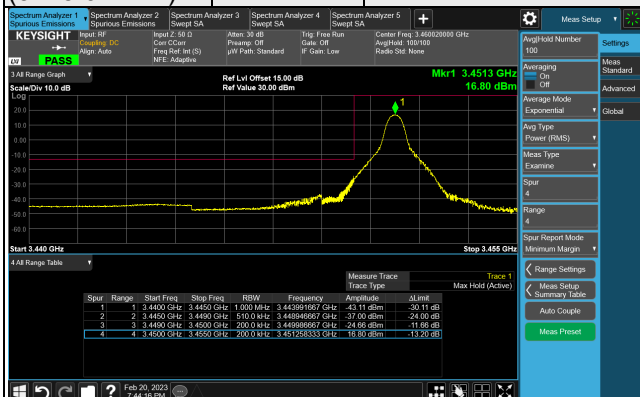 Spectrum Analyzer 1
Spurious Emissions
Spectrum Analyzer 2
Spurious Emissions
Spectrum Analyzer 3
Swept SA
Spectrum Analyzer 4
Swept SA
Spectrum Analyzer 5
Swept SA
Meas Setup
KEYSIGHT
PASS
Input: RF
Coupling: DC
Align: Auto
Input Z: 50 Ω
Corr CCorr
Freq Ref: Int (S)
NFE: Adaptive
Atten: 30 dB
Preamp: Off
µW Path: Standard
Trig: Free Run
Gate: Off
IF Gain: Low
Center Freq: 3.460020000 GHz
Avg|Hold: 100/100
Radio Std: None
3 All Range Graph
Scale/Div 10.0 dB
Ref Lvl Offset 15.00 dB
Ref Value 30.00 dBm
Mkr1 3.4513 GHz
16.80 dBm
Log
20.0
10.0
0.00
-10.0
-20.0
-30.0
-40.0
-50.0
-60.0
1
Start 3.440 GHz
Stop 3.455 GHz
4 All Range Table
Measure Trace Trace 1
Trace Type Max Hold (Active)
Spur Range Start Freq Stop Freq RBW Frequency Amplitude ΔLimit
1 1 3.4400 GHz 3.4450 GHz 1.000 MHz 3.443991667 GHz -43.11 dBm -30.11 dB
2 2 3.4450 GHz 3.4490 GHz 510.0 kHz 3.448946667 GHz -37.00 dBm -24.00 dB
3 3 3.4490 GHz 3.4500 GHz 200.0 kHz 3.449986667 GHz -24.66 dBm -11.66 dB
4 4 3.4500 GHz 3.4550 GHz 200.0 kHz 3.451258333 GHz 16.80 dBm -13.20 dB
Feb 20, 2023
7:44:16 PM
Avg|Hold Number
100
Averaging
On
Off
Average Mode
Exponential
Avg Type
Power (RMS)
Meas Type
Examine
Spur
4
Range
4
Spur Report Mode
Minimum Margin
Range Settings
Meas Setup
Summary Table
Auto Couple
Meas Preset
Settings
Meas
Standard
Advanced
Global